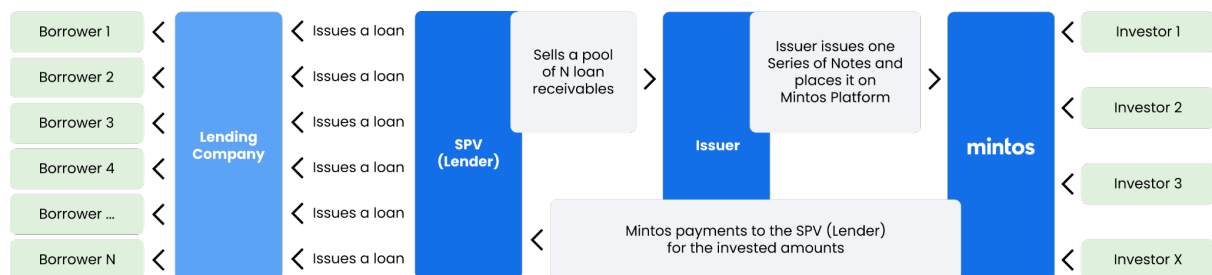 Borrower 1
Borrower 2
Borrower 3
Borrower 4
Borrower ...
Borrower N
Lending
Company
Issues a loan
Issues a loan
Issues a loan
Issues a loan
Issues a loan
Issues a loan
SPV
(Lender)
Sells a pool
of N loan
receivables
Issuer
Issuer issues one
Series of Notes and
places it on
Mintos Platform
Mintos payments to the SPV (Lender)
for the invested amounts
mintos
Investor 1
Investor 2
Investor 3
Investor X